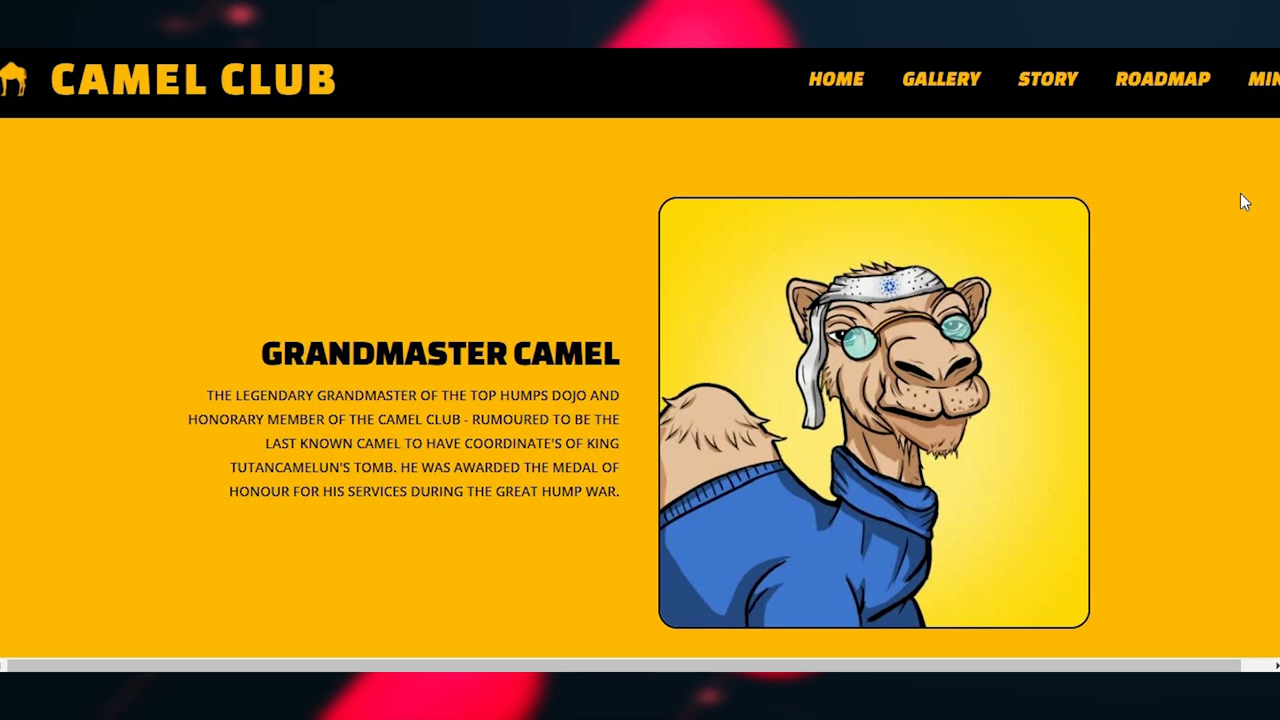 CAMEL CLUB
HOME GALLERY STORY ROADMAP
GRANDMASTER CAMEL
THE LEGENDARY GRANDMASTER OF THE TOP HUMPS DOJO AND
HONORARY MEMBER OF THE CAMEL CLUB - RUMOURED TO BE THE
LAST KNOWN CAMEL TO HAVE COORDINATE'S OF KING
TUTANCAMELUN'S TOMB. HE WAS AWARDED THE MEDAL OF
HONOUR FOR HIS SERVICES DURING THE GREAT HUMP WAR.